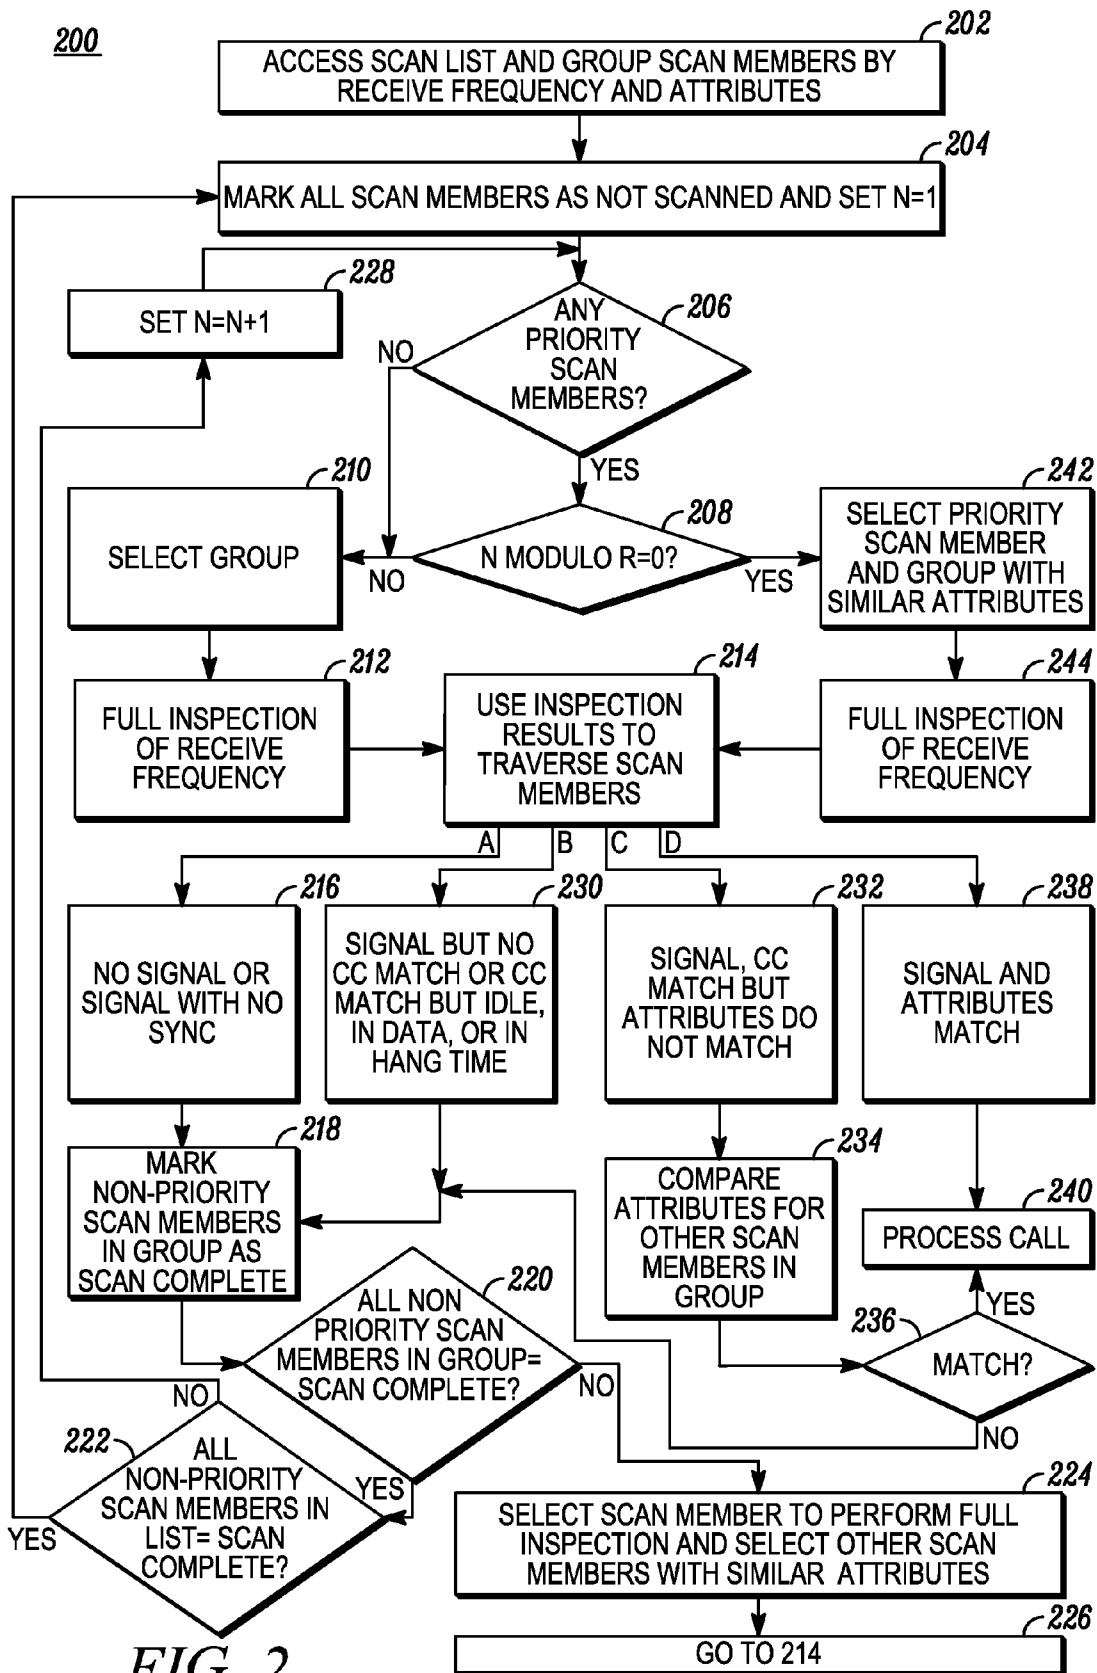 200
202
ACCESS SCAN LIST AND GROUP SCAN MEMBERS BY
RECEIVE FREQUENCY AND ATTRIBUTES
204
MARK ALL SCAN MEMBERS AS NOT SCANNED AND SET N=1
228
SET N=N+1
206
ANY
PRIORITY
SCAN
MEMBERS?
NO
YES
210
SELECT GROUP
208
N MODULO R=0?
NO
YES
242
SELECT PRIORITY
SCAN MEMBER
AND GROUP WITH
SIMILAR ATTRIBUTES
212
FULL INSPECTION
OF RECEIVE
FREQUENCY
214
USE INSPECTION
RESULTS TO
TRAVERSE SCAN
MEMBERS
244
FULL INSPECTION
OF RECEIVE
FREQUENCY
A
B
C
D
216
NO SIGNAL OR
SIGNAL WITH NO
SYNC
230
SIGNAL BUT NO
CC MATCH OR CC
MATCH BUT IDLE,
IN DATA, OR IN
HANG TIME
232
SIGNAL, CC
MATCH BUT
ATTRIBUTES DO
NOT MATCH
238
SIGNAL AND
ATTRIBUTES
MATCH
218
MARK
NON-PRIORITY
SCAN MEMBERS
IN GROUP AS
SCAN COMPLETE
234
COMPARE
ATTRIBUTES FOR
OTHER SCAN
MEMBERS IN
GROUP
240
PROCESS CALL
YES
236
MATCH?
NO
220
ALL NON
PRIORITY SCAN
MEMBERS IN GROUP=
SCAN COMPLETE?
NO
YES
NO
222
ALL
NON-PRIORITY
SCAN MEMBERS IN
LIST= SCAN
COMPLETE?
YES
224
SELECT SCAN MEMBER TO PERFORM FULL
INSPECTION AND SELECT OTHER SCAN
MEMBERS WITH SIMILAR ATTRIBUTES
226
GO TO 214
FIG. 2